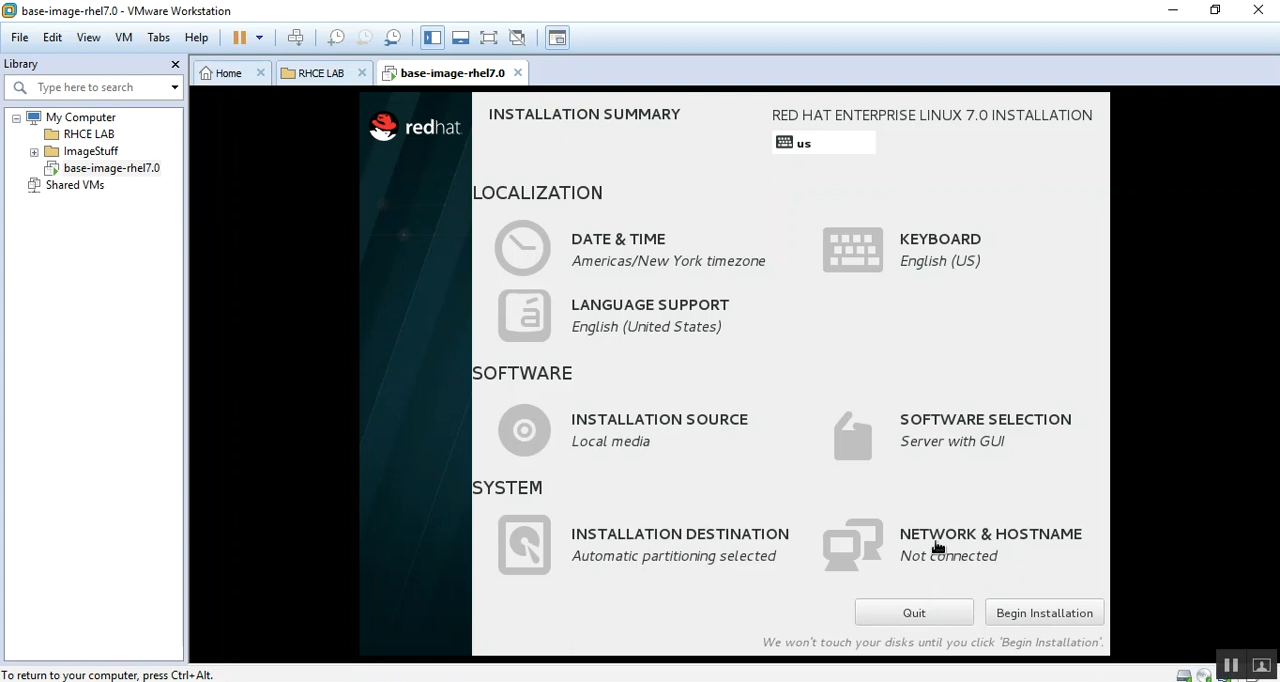 base-image-rhel7.0 - VMware Workstation
File Edit View VM Tabs Help
Library
Type here to search
My Computer
RHCE LAB
ImageStuff
base-image-rhel7.0
Shared VMs
Home
RHCE LAB
base-image-rhel7.0
redhat.
INSTALLATION SUMMARY
RED HAT ENTERPRISE LINUX 7.0 INSTALLATION
us
LOCALIZATION
DATE & TIME
Americas/New York timezone
KEYBOARD
English (US)
LANGUAGE SUPPORT
English (United States)
SOFTWARE
INSTALLATION SOURCE
Local media
SOFTWARE SELECTION
Server with GUI
SYSTEM
INSTALLATION DESTINATION
Automatic partitioning selected
NETWORK & HOSTNAME
Not connected
Quit
Begin Installation
We won't touch your disks until you click 'Begin Installation'.
To return to your computer, press Ctrl+Alt.